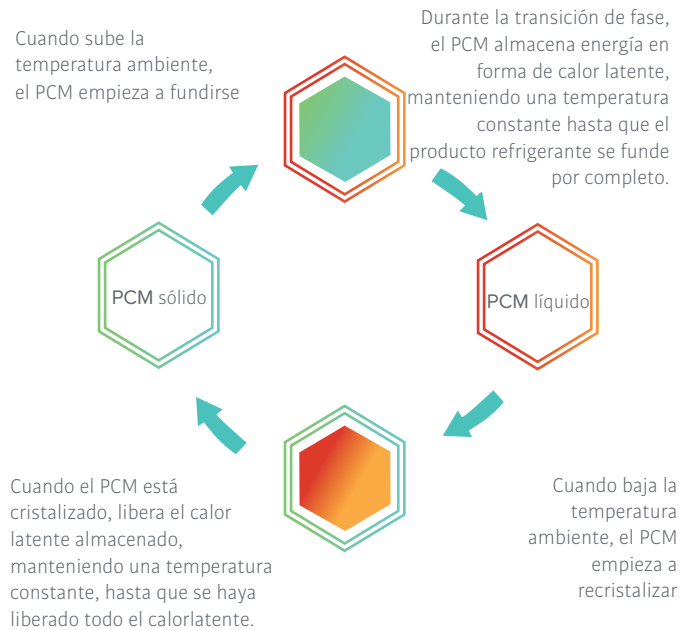 Cuando sube la
temperatura ambiente,
el PCM empieza a fundirse
Durante la transición de fase,
el PCM almacena energía en
forma de calor latente,
manteniendo una temperatura
constante hasta que el
producto refrigerante se funde
por completo.
PCM sólido
PCM líquido
Cuando el PCM está
cristalizado, libera el calor
latente almacenado,
manteniendo una temperatura
constante, hasta que se haya
liberado todo el calorlatente.
Cuando baja la
temperatura
ambiente, el PCM
empieza a
recristalizar